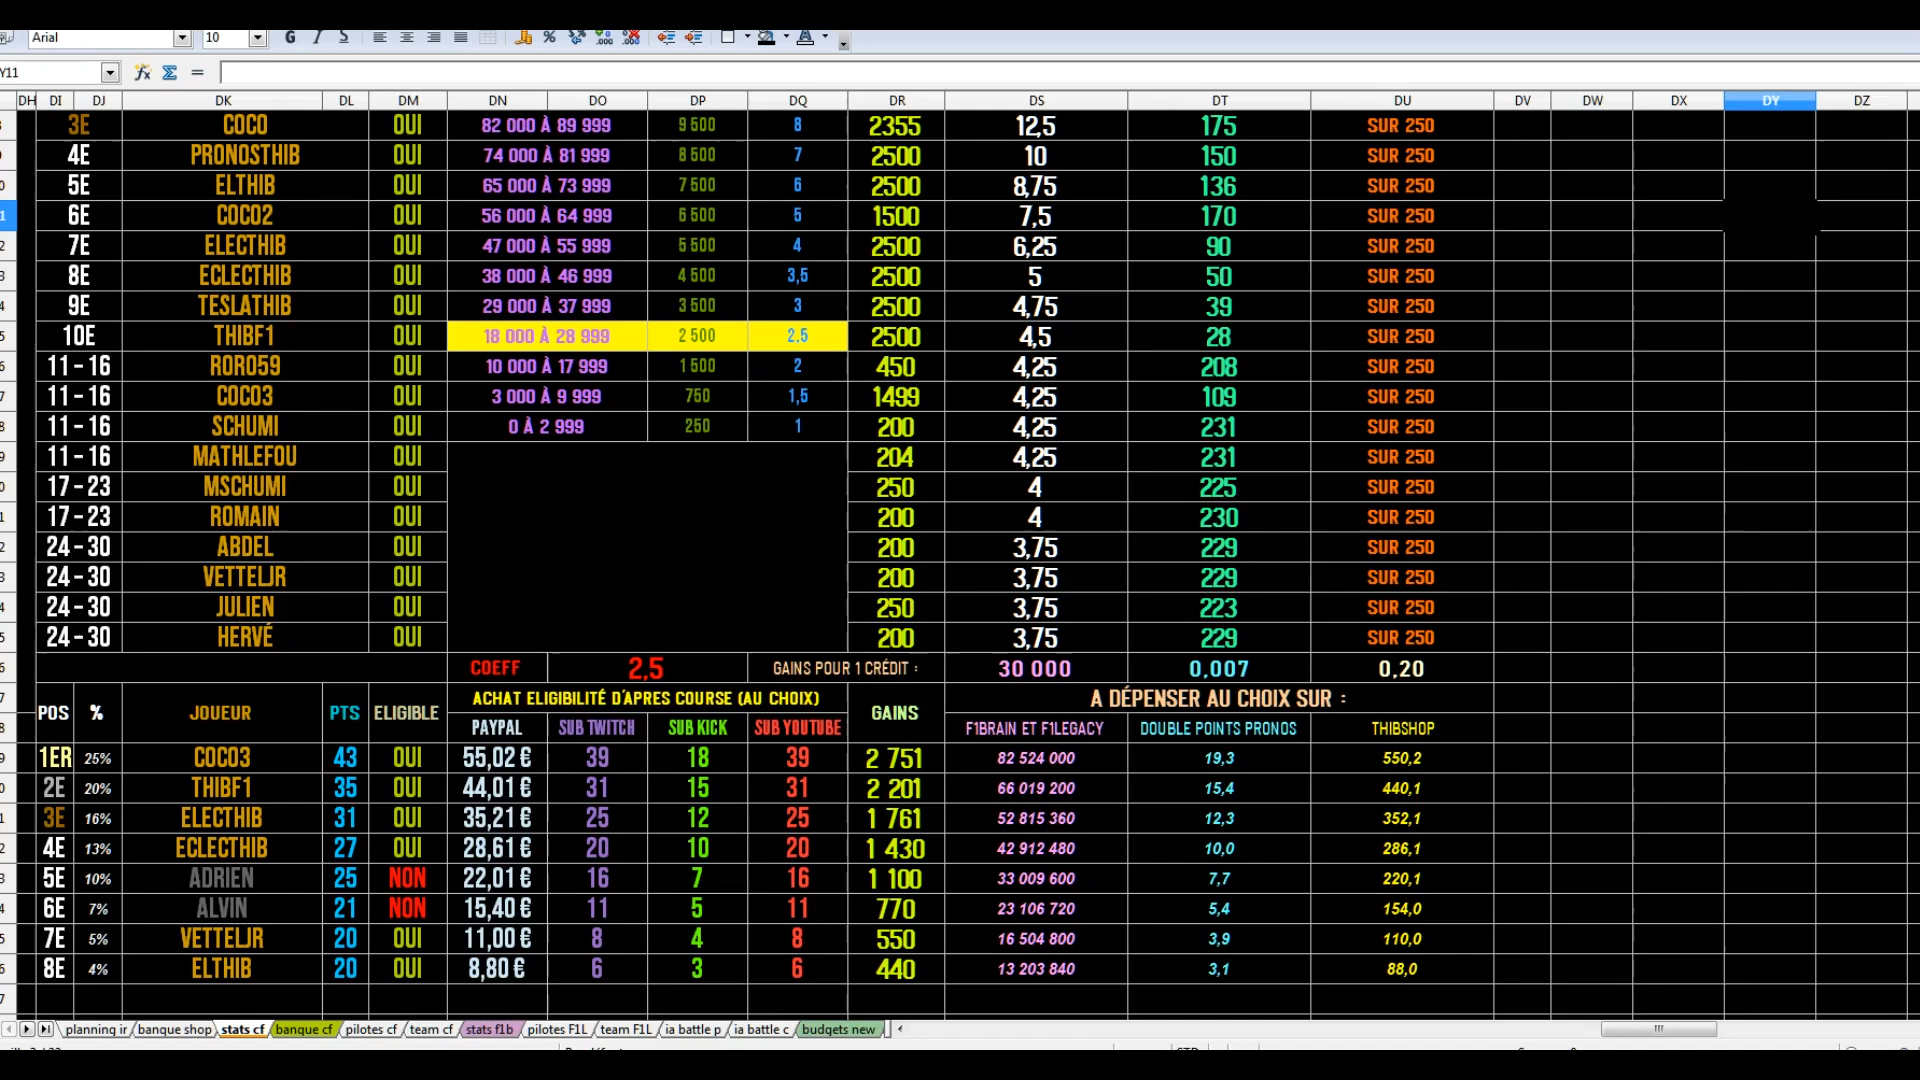 Arial 10 G I S % .000 .000
Y11 fx Σ =
DH DI DJ DK DL DM DN DO DP DQ DR DS DT DU DV DW DX DY DZ
3E COCO OUI 82 000 À 89 999 9 500 8 2355 12,5 175 SUR 250
4E PRONOSTHIB OUI 74 000 À 81 999 8 500 7 2500 10 150 SUR 250
5E ELTHIB OUI 65 000 À 73 999 7 500 6 2500 8,75 136 SUR 250
6E COCO2 OUI 56 000 À 64 999 6 500 5 1500 7,5 170 SUR 250
7E ELECTHIB OUI 47 000 À 55 999 5 500 4 2500 6,25 90 SUR 250
8E ECLECTHIB OUI 38 000 À 46 999 4 500 3,5 2500 5 50 SUR 250
9E TESLATHIB OUI 29 000 À 37 999 3 500 3 2500 4,75 39 SUR 250
10E THIBF1 OUI 18 000 À 28 999 2 500 2,5 2500 4,5 28 SUR 250
11 - 16 RORO59 OUI 10 000 À 17 999 1 500 2 450 4,25 208 SUR 250
11 - 16 COCO3 OUI 3 000 À 9 999 750 1,5 1499 4,25 109 SUR 250
11 - 16 SCHUMI OUI 0 À 2 999 250 1 200 4,25 231 SUR 250
11 - 16 MATHLEFOU OUI 204 4,25 231 SUR 250
17 - 23 MSCHUMI OUI 250 4 225 SUR 250
17 - 23 ROMAIN OUI 200 4 230 SUR 250
24 - 30 ABDEL OUI 200 3,75 229 SUR 250
24 - 30 VETTELJR OUI 200 3,75 229 SUR 250
24 - 30 JULIEN OUI 250 3,75 223 SUR 250
24 - 30 HERVÉ OUI 200 3,75 229 SUR 250
COEFF 2,5 GAINS POUR 1 CRÉDIT : 30 000 0,007 0,20
POS % JOUEUR PTS ELIGIBLE ACHAT ELIGIBILITÉ D'APRES COURSE (AU CHOIX) GAINS A DÉPENSER AU CHOIX SUR :
PAYPAL SUB TWITCH SUB KICK SUB YOUTUBE F1BRAIN ET F1LEGACY DOUBLE POINTS PRONOS THIBSHOP
1ER 25% COCO3 43 OUI 55,02 € 39 18 39 2 751 82 524 000 19,3 550,2
2E 20% THIBF1 35 OUI 44,01 € 31 15 31 2 201 66 019 200 15,4 440,1
3E 16% ELECTHIB 31 OUI 35,21 € 25 12 25 1 761 52 815 360 12,3 352,1
4E 13% ECLECTHIB 27 OUI 28,61 € 20 10 20 1 430 42 912 480 10,0 286,1
5E 10% ADRIEN 25 NON 22,01 € 16 7 16 1 100 33 009 600 7,7 220,1
6E 7% ALVIN 21 NON 15,40 € 11 5 11 770 23 106 720 5,4 154,0
7E 5% VETTELJR 20 OUI 11,00 € 8 4 8 550 16 504 800 3,9 110,0
8E 4% ELTHIB 20 OUI 8,80 € 6 3 6 440 13 203 840 3,1 88,0
planning ir banque shop stats cf banque cf pilotes cf team cf stats f1b pilotes F1L team F1L ia battle p ia battle c budgets new